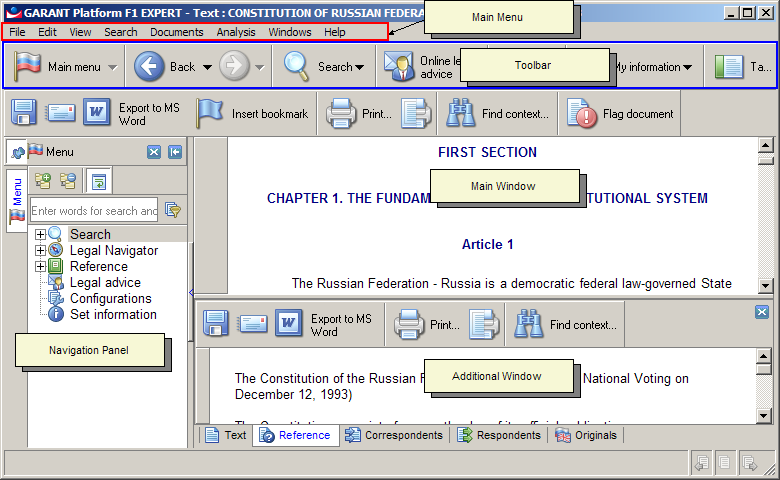 GARANT Platform F1 EXPERT - Text : CONSTITUTION OF RUSSIAN
Main Menu
File Edit View Search Documents Analysis Windows Help
Main menu Back Search Online
advice
Toolbar
My information Ta...
Export to MS
Word
Insert bookmark Print... Find context... Flag document
Menu
Menu
Enter words for search and
Search
Legal Navigator
Reference
Legal advice
Configurations
Set information
Navigation Panel
FIRST SECTION
CHAPTER 1. THE SYSTEM
Main Window
Article 1
The Russian Federation - Russia is a democratic federal law-governed State
Export to MS
Word
Print... Find context...
The Constitution of the Russian National Voting on
December 12, 1993)
Additional Window
Text Reference Correspondents Respondents Originals